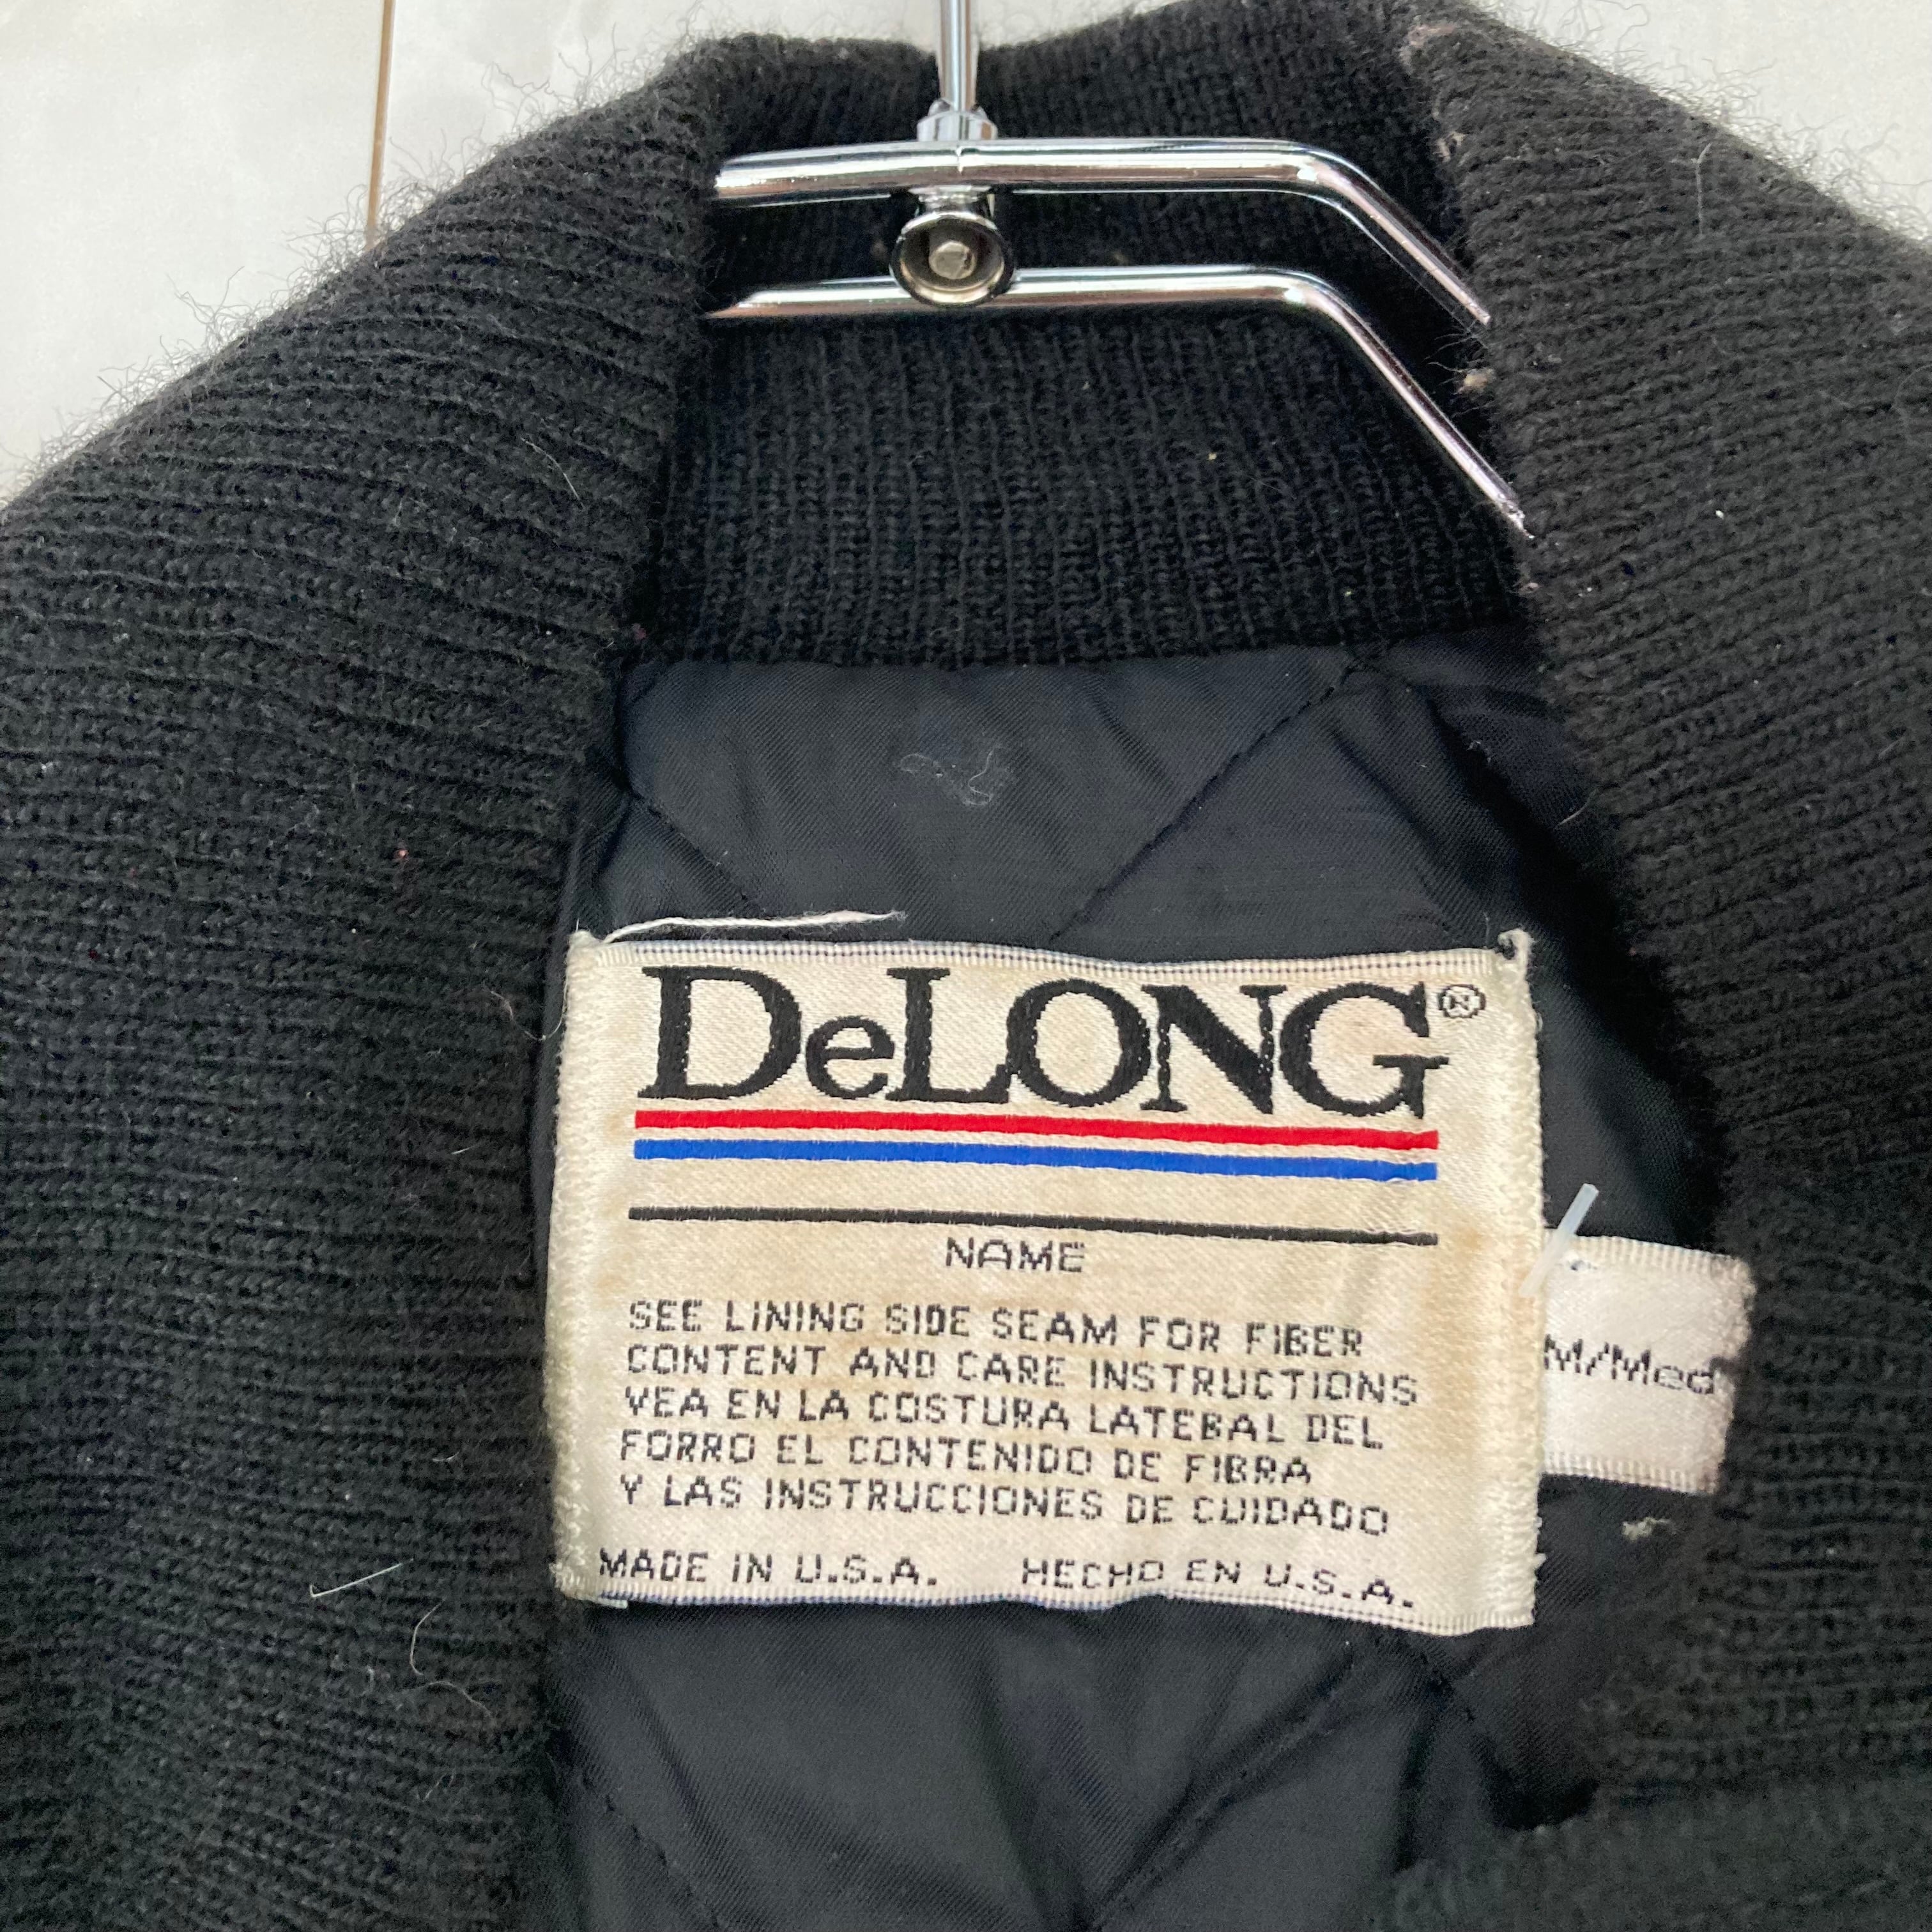 DeLONG®
NAME
SEE LINING SIDE SEAM FOR FIBER
CONTENT AND CARE INSTRUCTIONS
VEA EN LA COSTURA LATERAL DEL
FORRO EL CONTENIDO DE FIBRA
Y LAS INSTRUCCIONES DE CUIDADO
MADE IN U.S.A. HECHO EN U.S.A.
M/Med